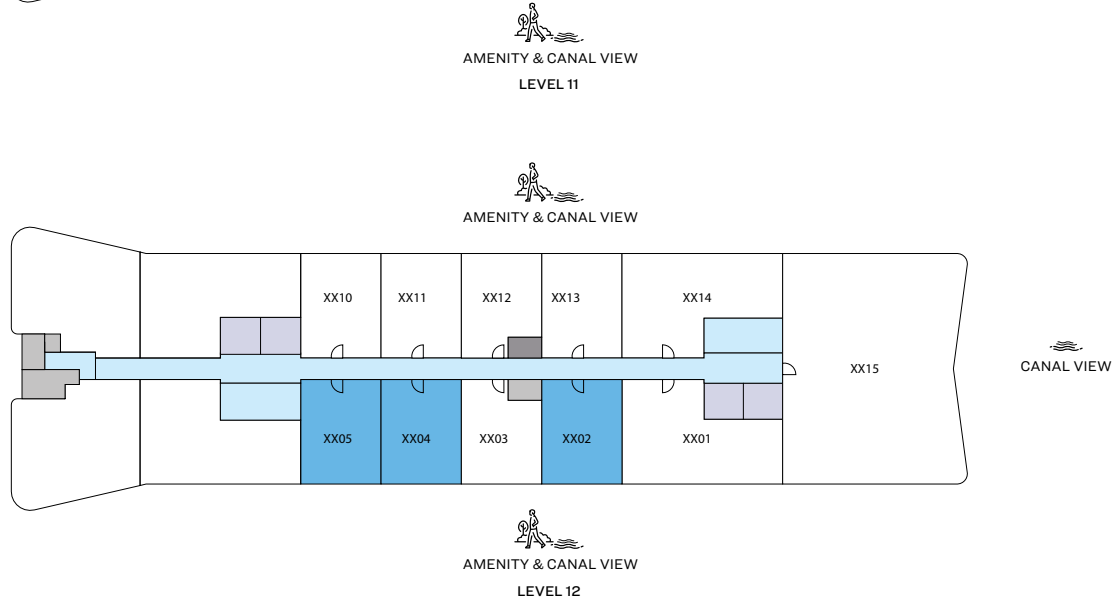 AMENITY & CANAL VIEW
LEVEL 11
AMENITY & CANAL VIEW
XX10 XX11 XX12 XX13 XX14
XX15
CANAL VIEW
XX05 XX04 XX03 XX02 XX01
AMENITY & CANAL VIEW
LEVEL 12